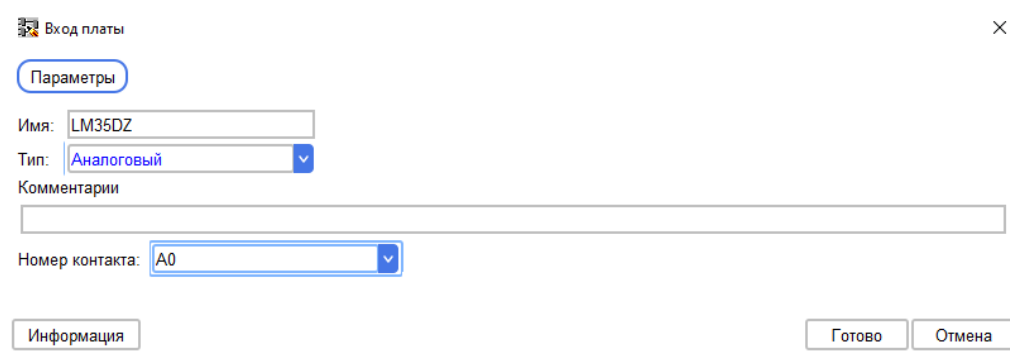 Вход платы
Параметры
Имя: LM35DZ
Тип: Аналоговый
Комментарии
Номер контакта: A0
Информация Готово Отмена